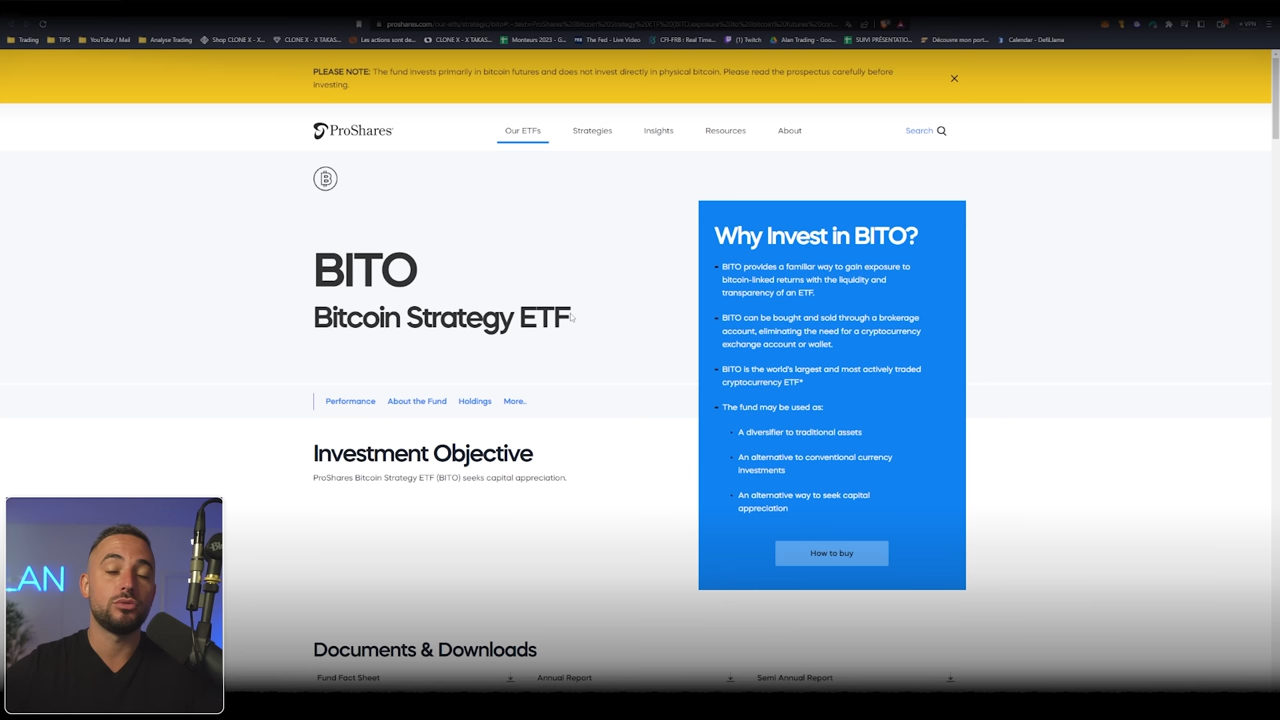 Trading
TIPS
YouTube / Mail
Analyse Trading
Shop CLONE X - X...
CLONE X - X TAKAS...
Les actions sont de...
CLONE X - X TAKAS...
Monteurs 2023 - G...
The Fed - Live Video
CFI-FRB : Real Time...
(1) Twitch
Alan Trading - Goo...
SUIVI PRÉSENTATIO...
Découvre mon port...
Calendar - DefiLlama
PLEASE NOTE: The fund invests primarily in bitcoin futures and does not invest directly in physical bitcoin. Please read the prospectus carefully before
investing.
ProShares
Our ETFs
Strategies
Insights
Resources
About
Search
BITO
Bitcoin Strategy ETF
Performance
About the Fund
Holdings
More..
Investment Objective
ProShares Bitcoin Strategy ETF (BITO) seeks capital appreciation.
Why Invest in BITO?
BITO provides a familiar way to gain exposure to
bitcoin-linked returns with the liquidity and
transparency of an ETF.
BITO can be bought and sold through a brokerage
account, eliminating the need for a cryptocurrency
exchange account or wallet.
BITO is the world's largest and most actively traded
cryptocurrency ETF*
The fund may be used as:
A diversifier to traditional assets
An alternative to conventional currency
investments
An alternative way to seek capital
appreciation
How to buy
LAN
Documents & Downloads
Fund Fact Sheet
Annual Report
Semi Annual Report